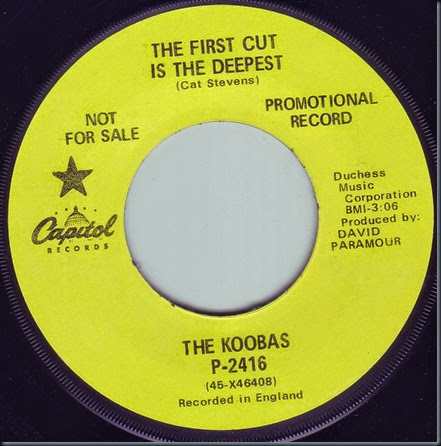 THE FIRST CUT
IS THE DEEPEST
(Cat Stevens)
NOT
FOR SALE
PROMOTIONAL
RECORD
Capitol
RECORDS
Duchess
Music
Corporation
BMI-3:06
Produced by:
DAVID
PARAMOUR
THE KOOBAS
P-2416
(45-X46408)
Recorded in England